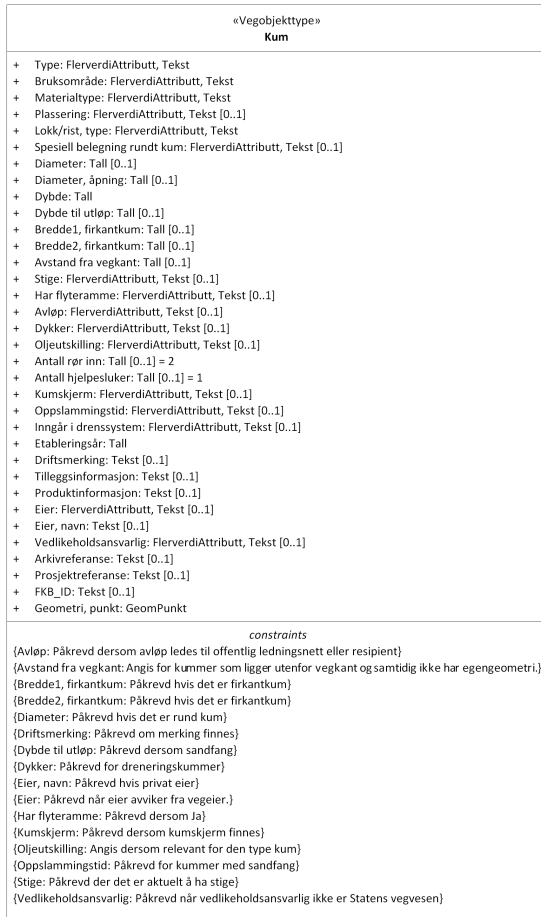 «Vegobjekttype»
Kum
+ Type: FlerverdiAttributt, Tekst
+ Bruksområde: FlerverdiAttributt, Tekst
+ Materialtype: FlerverdiAttributt, Tekst
+ Plassering: FlerverdiAttributt, Tekst [0..1]
+ Lokk/rist, type: FlerverdiAttributt, Tekst
+ Spesiell belegning rundt kum: FlerverdiAttributt, Tekst [0..1]
+ Diameter: Tall [0..1]
+ Diameter, åpning: Tall [0..1]
+ Dybde: Tall
+ Dybde til utløp: Tall [0..1]
+ Bredde1, firkantkum: Tall [0..1]
+ Bredde2, firkantkum: Tall [0..1]
+ Avstand fra vegkant: Tall [0..1]
+ Stige: FlerverdiAttributt, Tekst [0..1]
+ Har flyteramme: FlerverdiAttributt, Tekst [0..1]
+ Avløp: FlerverdiAttributt, Tekst [0..1]
+ Dykker: FlerverdiAttributt, Tekst [0..1]
+ Oljeutskilling: FlerverdiAttributt, Tekst [0..1]
+ Antall rør inn: Tall [0..1] = 2
+ Antall hjelpesluker: Tall [0..1] = 1
+ Kumskjerm: FlerverdiAttributt, Tekst [0..1]
+ Oppslammingstid: FlerverdiAttributt, Tekst [0..1]
+ Inngår i drenssystem: FlerverdiAttributt, Tekst [0..1]
+ Etableringsår: Tall
+ Driftsmerking: Tekst [0..1]
+ Tilleggsinformasjon: Tekst [0..1]
+ Produktinformasjon: Tekst [0..1]
+ Eier: FlerverdiAttributt, Tekst [0..1]
+ Eier, navn: Tekst [0..1]
+ Vedlikeholdsansvarlig: FlerverdiAttributt, Tekst [0..1]
+ Arkivreferanse: Tekst [0..1]
+ Prosjektreferanse: Tekst [0..1]
+ FKB_ID: Tekst [0..1]
+ Geometri, punkt: GeomPunkt
constraints
{Avløp: Påkrevd dersom avløp ledes til offentlig ledningsnett eller resipient}
{Avstand fra vegkant: Angis for kummer som ligger utenfor vegkant og samtidig ikke har egengeometri.}
{Bredde1, firkantkum: Påkrevd hvis det er firkantkum}
{Bredde2, firkantkum: Påkrevd hvis det er firkantkum}
{Diameter: Påkrevd hvis det er rund kum}
{Driftsmerking: Påkrevd om merking finnes}
{Dybde til utløp: Påkrevd dersom sandfang}
{Dykker: Påkrevd for dreneringskummer}
{Eier, navn: Påkrevd hvis privat eier}
{Eier: Påkrevd når eier avviker fra vegeier.}
{Har flyteramme: Påkrevd dersom Ja}
{Kumskjerm: Påkrevd dersom kumskjerm finnes}
{Oljeutskilling: Angis dersom relevant for den type kum}
{Oppslammingstid: Påkrevd for kummer med sandfang}
{Stige: Påkrevd der det er aktuelt å ha stige}
{Vedlikeholdsansvarlig: Påkrevd når vedlikeholdsansvarlig ikke er Statens vegvesen}